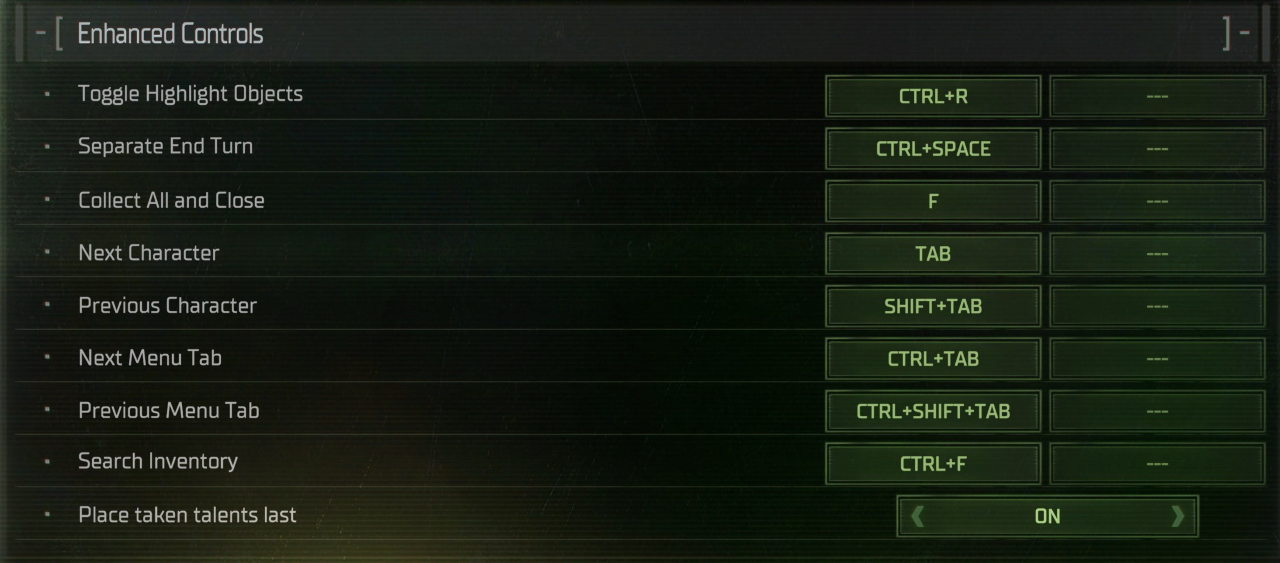 -[ Enhanced Controls ]-
Toggle Highlight Objects CTRL+R ---
Separate End Turn CTRL+SPACE ---
Collect All and Close F ---
Next Character TAB ---
Previous Character SHIFT+TAB ---
Next Menu Tab CTRL+TAB ---
Previous Menu Tab CTRL+SHIFT+TAB ---
Search Inventory CTRL+F ---
Place taken talents last ON